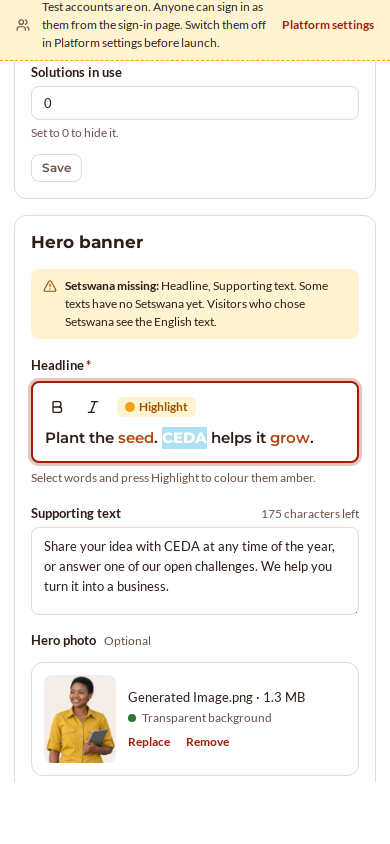 Test accounts are on. Anyone can sign in as
them from the sign-in page. Switch them off
in Platform settings before launch.
Platform settings
Solutions in use
0
Set to 0 to hide it.
Save
Hero banner
Setswana missing: Headline, Supporting text. Some
texts have no Setswana yet. Visitors who chose
Setswana see the English text.
Headline *
B I Highlight
Plant the seed. CEDA helps it grow.
Select words and press Highlight to colour them amber.
Supporting text 175 characters left
Share your idea with CEDA at any time of the year,
or answer one of our open challenges. We help you
turn it into a business.
Hero photo Optional
Generated Image.png · 1.3 MB
Transparent background
Replace Remove